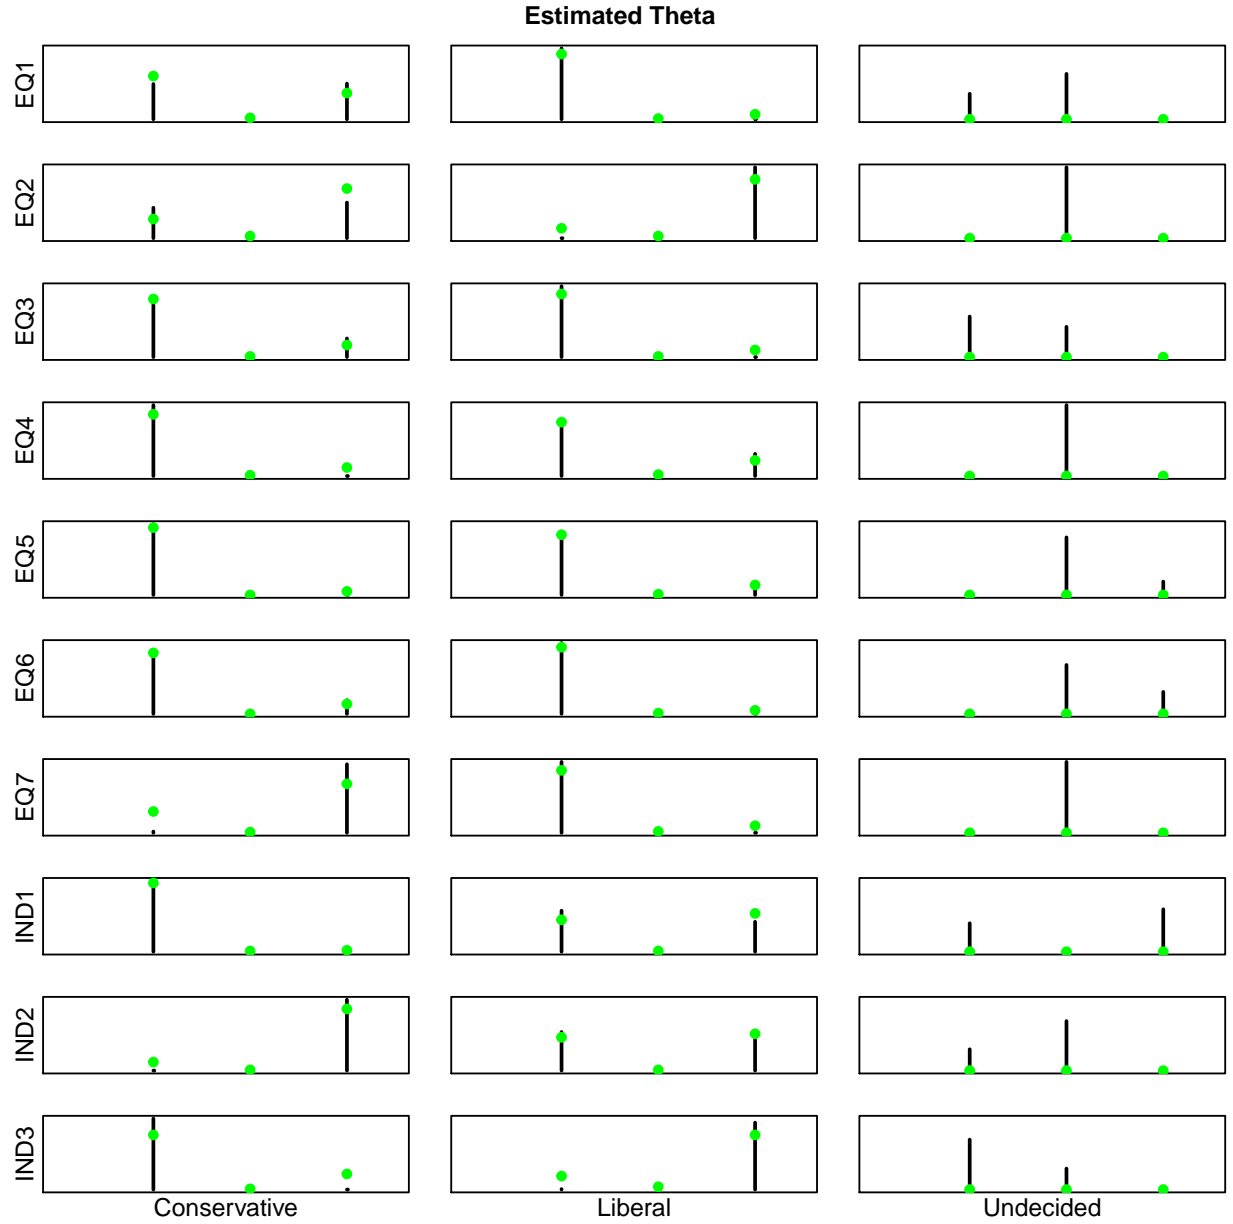 Estimated Theta
EQ1
EQ2
EQ3
EQ4
EQ5
EQ6
EQ7
IND1
IND2
IND3
Conservative
Liberal
Undecided